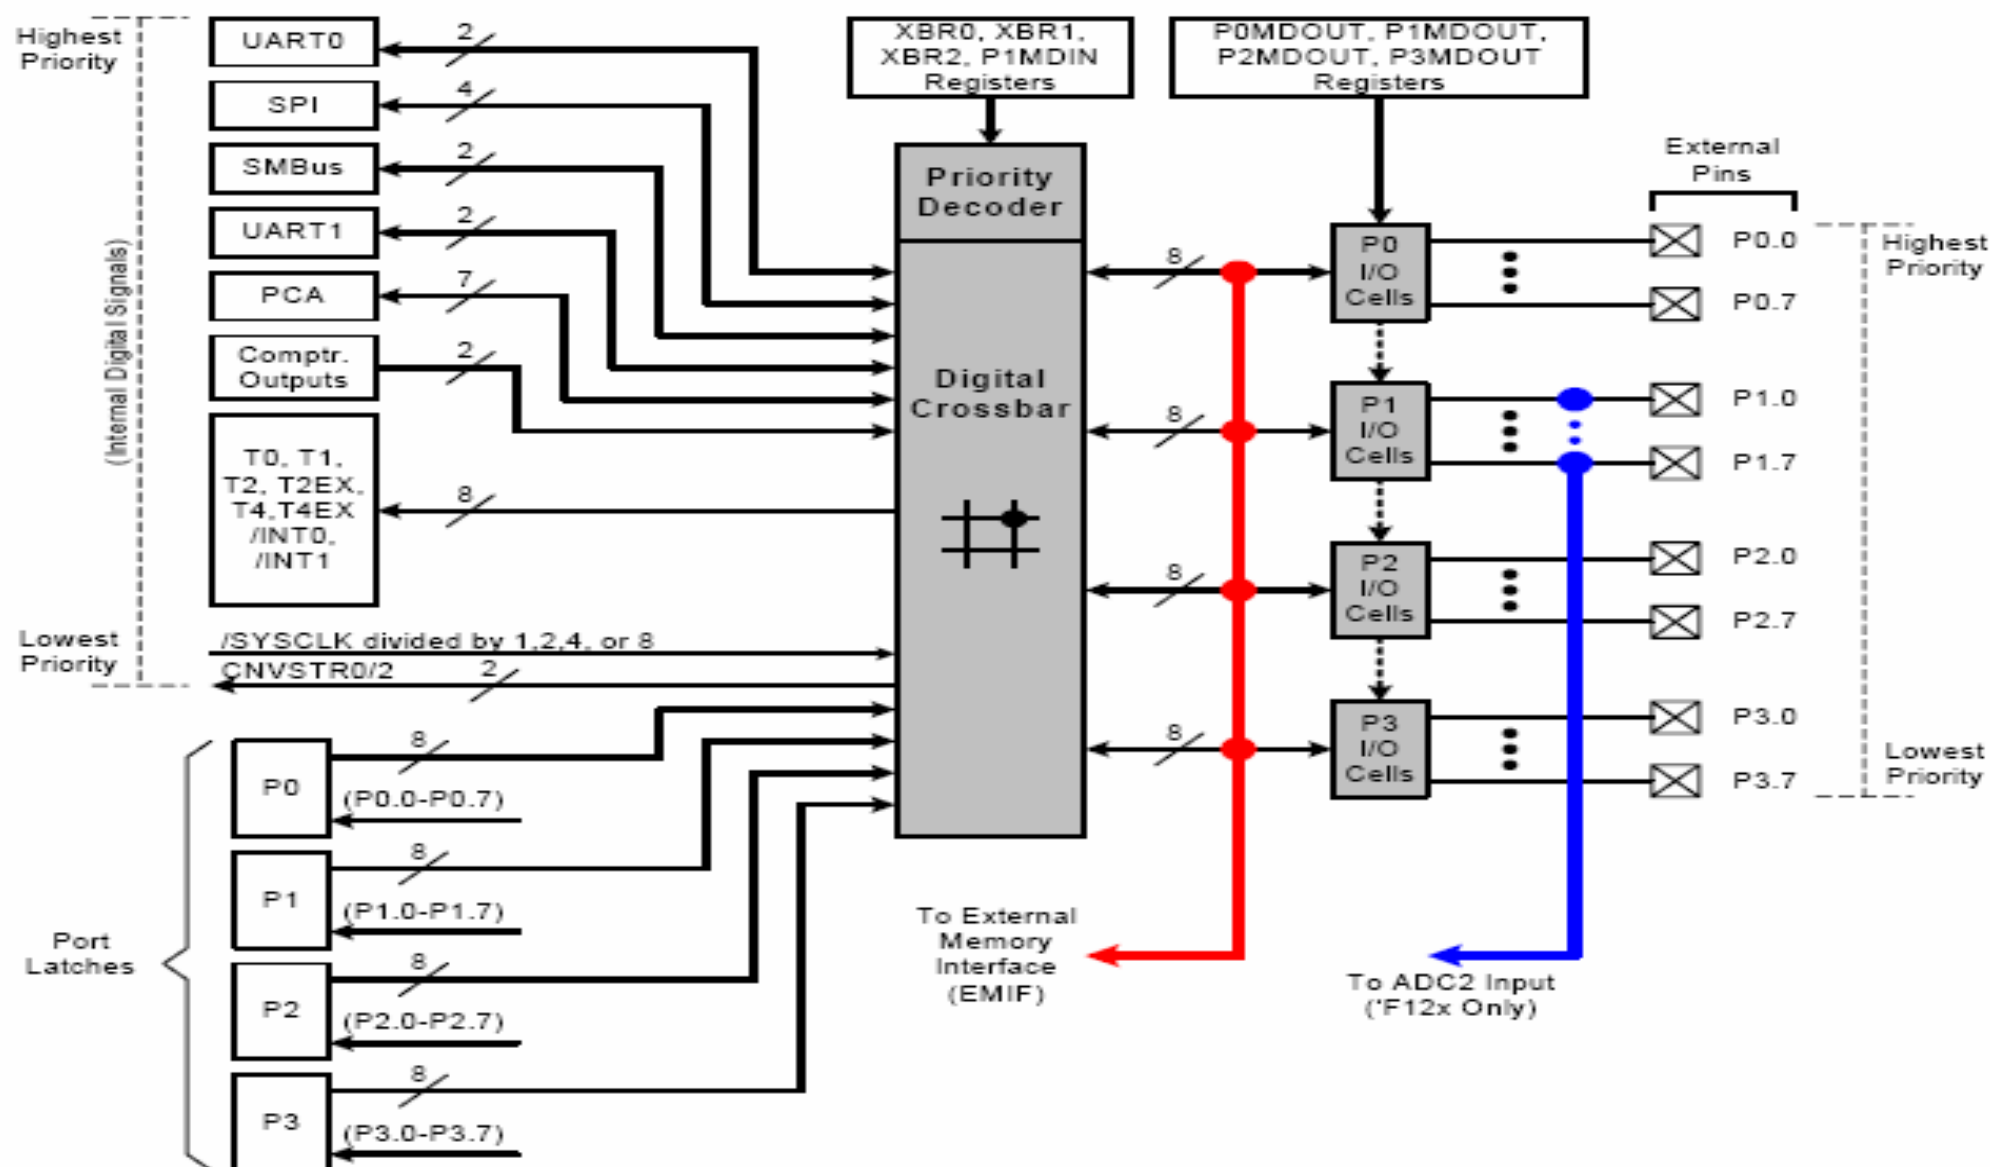 Highest
Priority
(Internal Digital Signals)
Lowest
Priority
UART0
2
SPI
4
SMBus
2
UART1
2
PCA
7
Comptr.
Outputs
2
T0, T1,
T2, T2EX,
T4,T4EX
/INT0,
/INT1
8
/SYSCLK divided by 1,2,4, or 8
CNVSTR0/2
2
Port
Latches
P0
8
(P0.0-P0.7)
P1
8
(P1.0-P1.7)
P2
8
(P2.0-P2.7)
P3
8
(P3.0-P3.7)
XBR0, XBR1,
XBR2, P1MDIN
Registers
Priority
Decoder
Digital
Crossbar
P0MDOUT, P1MDOUT,
P2MDOUT, P3MDOUT
Registers
8
8
8
8
P0
I/O
Cells
P1
I/O
Cells
P2
I/O
Cells
P3
I/O
Cells
External
Pins
P0.0
P0.7
P1.0
P1.7
P2.0
P2.7
P3.0
P3.7
Highest
Priority
Lowest
Priority
To External
Memory
Interface
(EMIF)
To ADC2 Input
('F12x Only)